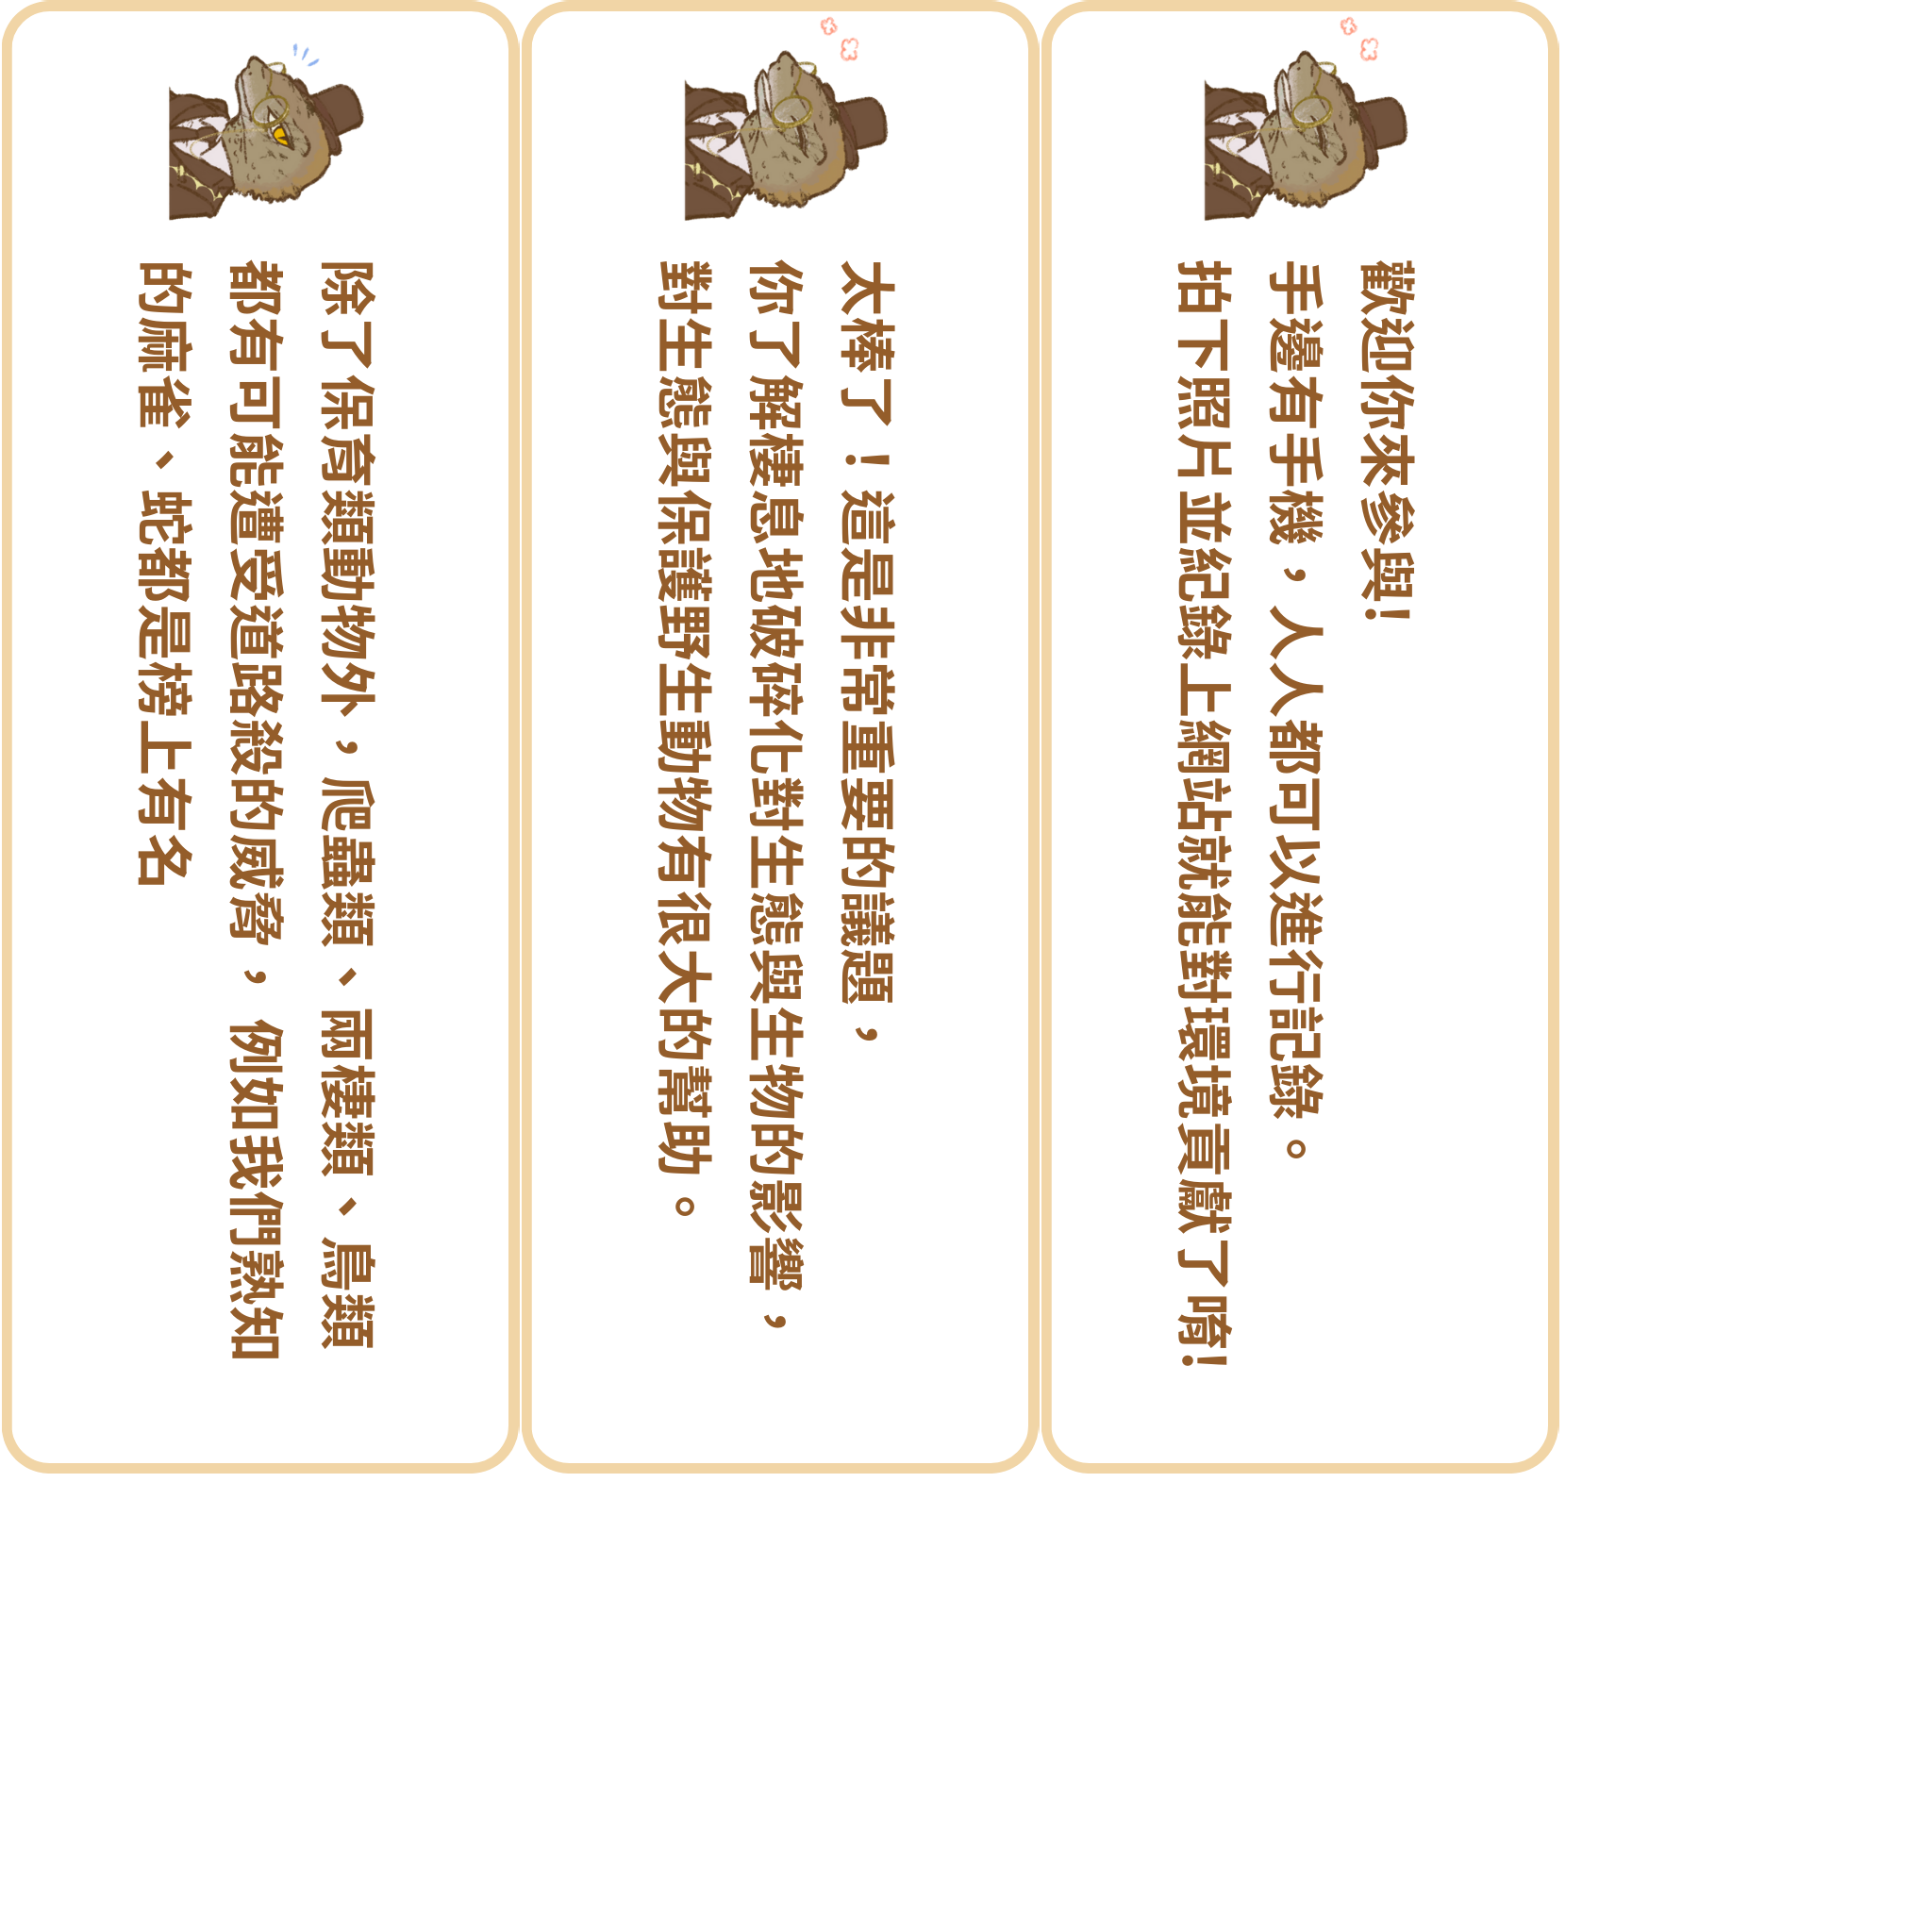 歡迎你來參與!
手邊有手機，人人都可以進行記錄。
拍下照片並紀錄上網站就能對環境貢獻了唷!
太棒了！這是非常重要的議題，
你了解棲息地破碎化對生態與生物的影響，
對生態與保護野生動物有很大的幫助。
除了保育類動物外，爬蟲類、兩棲類、鳥類
都有可能遭受道路殺的威脅，例如我們熟知
的麻雀、蛇都是榜上有名